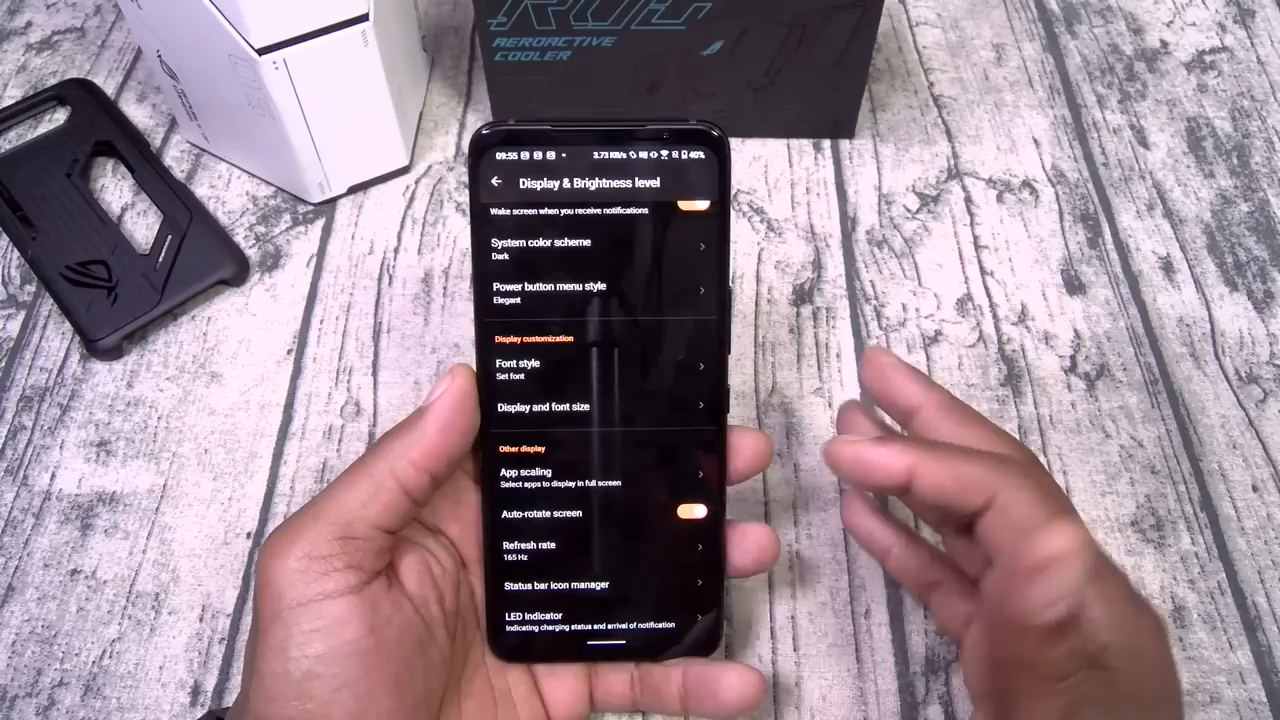 ROG
AEROACTIVE
COOLER
09:55
3.73 KB/s
40%
Display & Brightness level
Wake screen when you receive notifications
System color scheme
Dark
Power button menu style
Elegant
Display customization
Font style
Set font
Display and font size
Other display
App scaling
Select apps to display in full screen
Auto-rotate screen
Refresh rate
165 Hz
Status bar icon manager
LED Indicator
Indicating charging status and arrival of notification